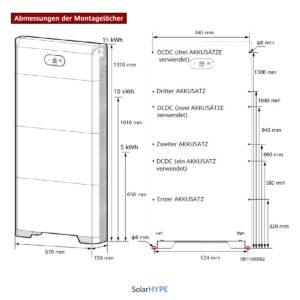 Abmessungen der Montagelöcher
15 kWh
1370 mm
10 kWh
1010 mm
5 kWh
650 mm
670 mm
150 mm
643 mm
φ8 mm
DCDC (drei AKKUSÄTZE
verwendet)
1300 mm
Dritter AKKUSATZ
1040 mm
DCDC (zwei AKKUSÄTZE
verwendet)
940 mm
Zweiter AKKUSATZ
680 mm
DCDC (ein AKKUSATZ
verwendet)
580 mm
Erster AKKUSATZ
320 mm
φ8 mm
Left
Right
524 mm
IB01H00002
SolarHYPE